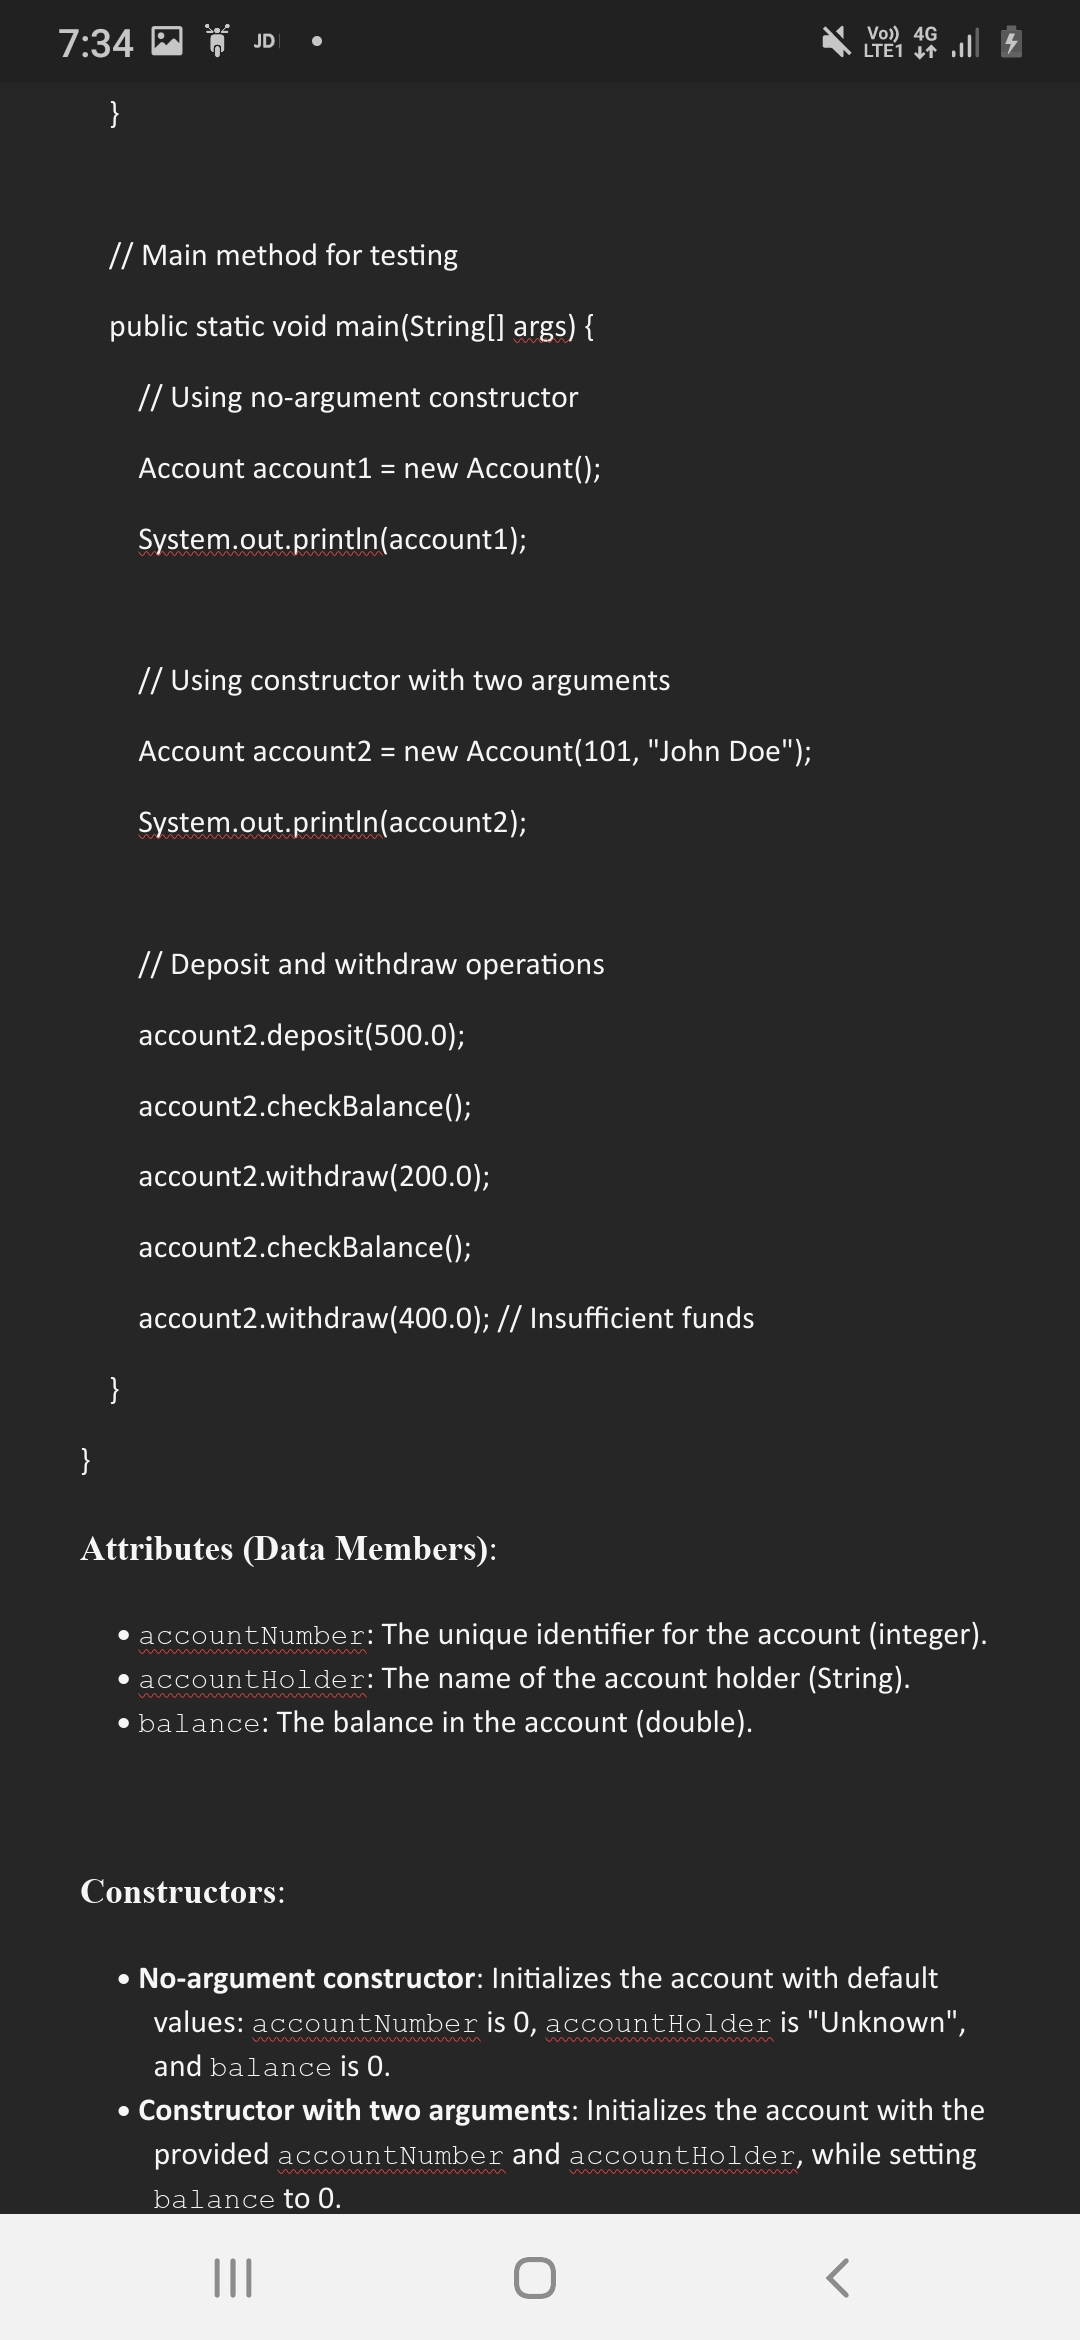 7:34 JD Vo)) 4G
LTE1
}
// Main method for testing
public static void main(String[] args) {
// Using no-argument constructor
Account account1 = new Account();
System.out.println(account1);
// Using constructor with two arguments
Account account2 = new Account(101, "John Doe");
System.out.println(account2);
// Deposit and withdraw operations
account2.deposit(500.0);
account2.checkBalance();
account2.withdraw(200.0);
account2.checkBalance();
account2.withdraw(400.0); // Insufficient funds
}
}
Attributes (Data Members):
• accountNumber: The unique identifier for the account (integer).
• accountHolder: The name of the account holder (String).
• balance: The balance in the account (double).
Constructors:
• No-argument constructor: Initializes the account with default
values: accountNumber is 0, accountHolder is "Unknown",
and balance is 0.
• Constructor with two arguments: Initializes the account with the
provided accountNumber and accountHolder, while setting
balance to 0.